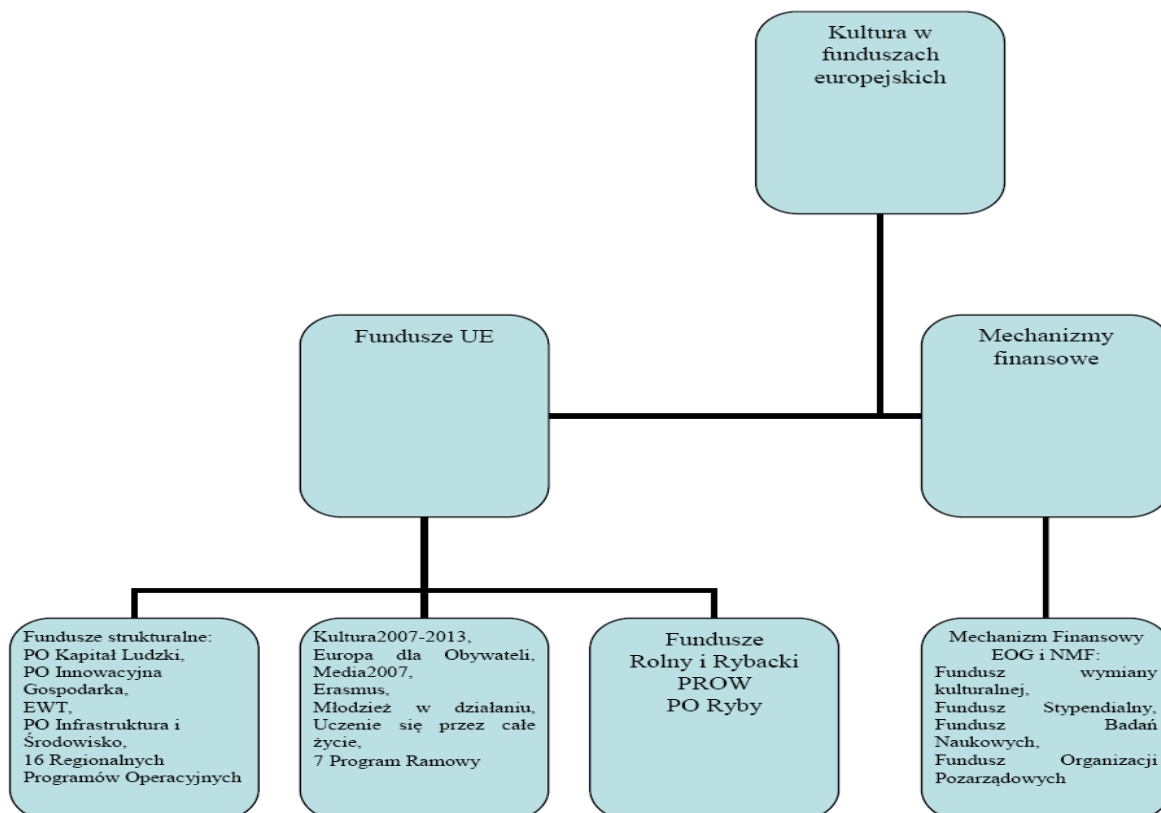 Kultura w
funduszach
europejskich
Fundusze UE
Mechanizmy
finansowe
Fundusze strukturalne:
PO Kapitał Ludzki,
PO Innowacyjna
Gospodarka,
EWT,
PO Infrastruktura i
Środowisko,
16 Regionalnych
Programów Operacyjnych
Kultura2007-2013,
Europa dla Obywateli,
Media2007,
Erasmus,
Młodzież w działaniu,
Uczenie się przez całe
życie,
7 Program Ramowy
Fundusze
Rolny i Rybacki
PROW
PO Ryby
Mechanizm Finansowy
EOG i NMF:
Fundusz wymiany
kulturalnej,
Fundusz Stypendialny,
Fundusz Badań
Naukowych,
Fundusz Organizacji
Pozarządowych